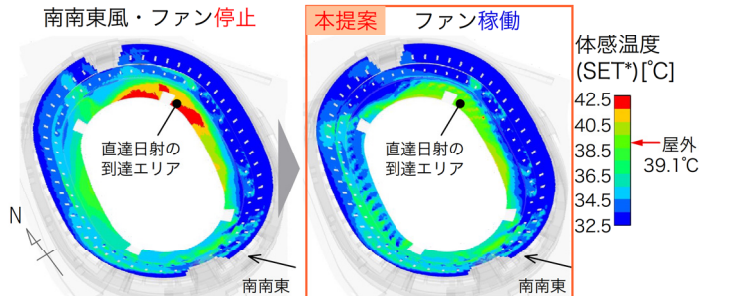 南南東風・ファン停止
本提案 ファン稼働
体感温度
(SET*)[℃]
42.5
40.5
38.5
36.5
34.5
32.5
屋外
39.1℃
直達日射の
到達エリア
直達日射の
到達エリア
N
南南東
南南東